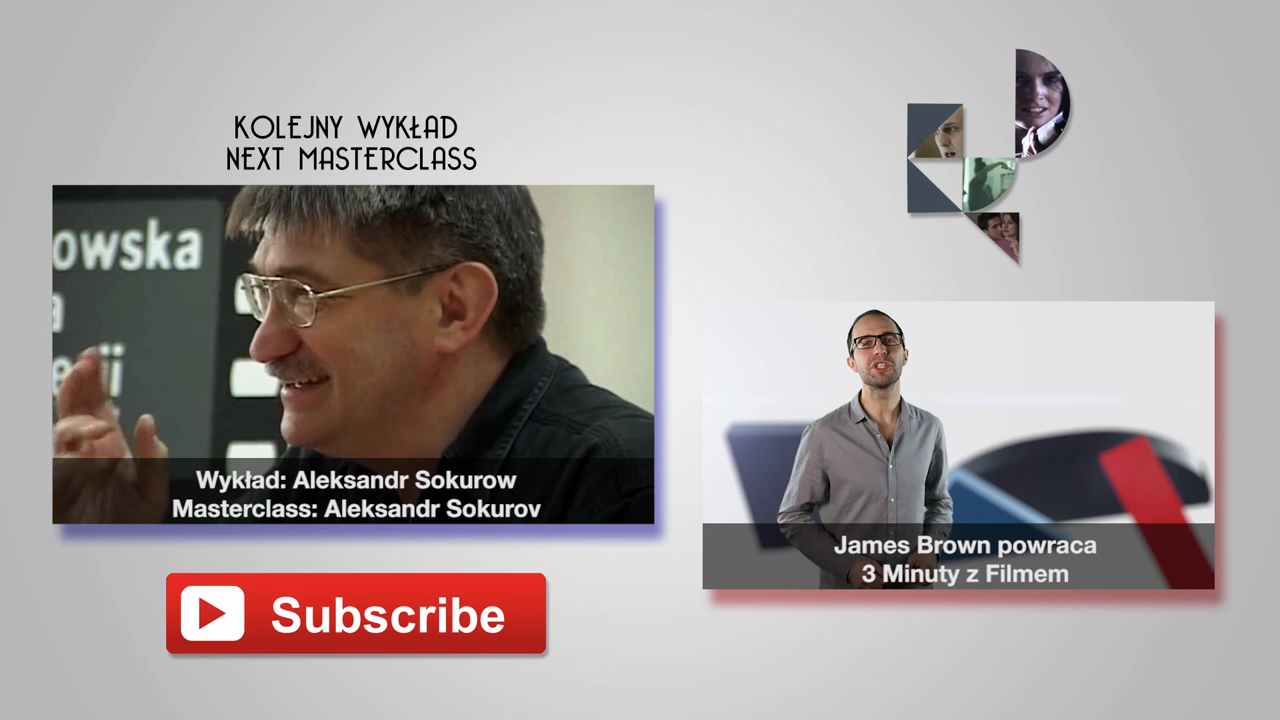 KOLEJNY WYKŁAD
NEXT MASTERCLASS
owska
Wykład: Aleksandr Sokurow
Masterclass: Aleksandr Sokurov
James Brown powraca
3 Minuty z Filmem
Subscribe